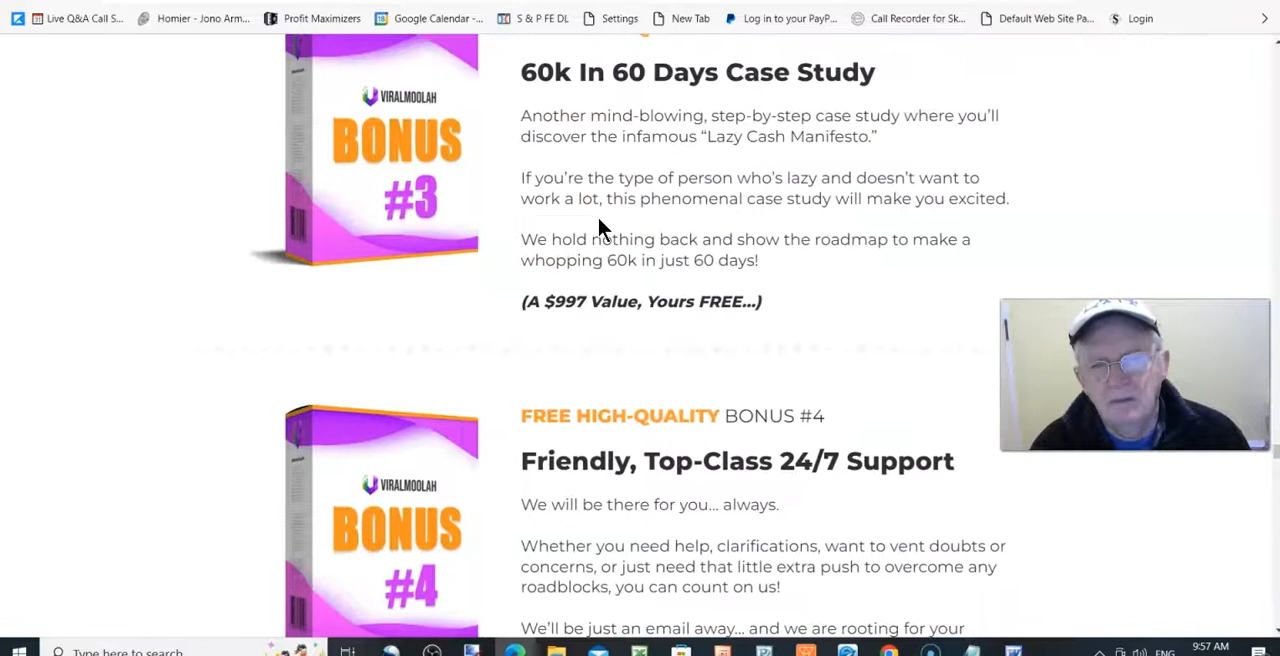 Live Q&A Call S... Homier - Jono Arm... Profit Maximizers Google Calendar -... S & P FE DL Settings New Tab Log in to your PayP... Call Recorder for Sk... Default Web Site Pa... Login
60k In 60 Days Case Study
Another mind-blowing, step-by-step case study where you'll
discover the infamous “Lazy Cash Manifesto.”
If you're the type of person who's lazy and doesn't want to
work a lot, this phenomenal case study will make you excited.
We hold nothing back and show the roadmap to make a
whopping 60k in just 60 days!
(A $997 Value, Yours FREE...)
VIRALMOOLAH
BONUS
#3
FREE HIGH-QUALITY BONUS #4
Friendly, Top-Class 24/7 Support
We will be there for you... always.
Whether you need help, clarifications, want to vent doubts or
concerns, or just need that little extra push to overcome any
roadblocks, you can count on us!
We'll be just an email away... and we are rooting for your
VIRALMOOLAH
BONUS
#4
Type here to search
ENG
9:57 AM